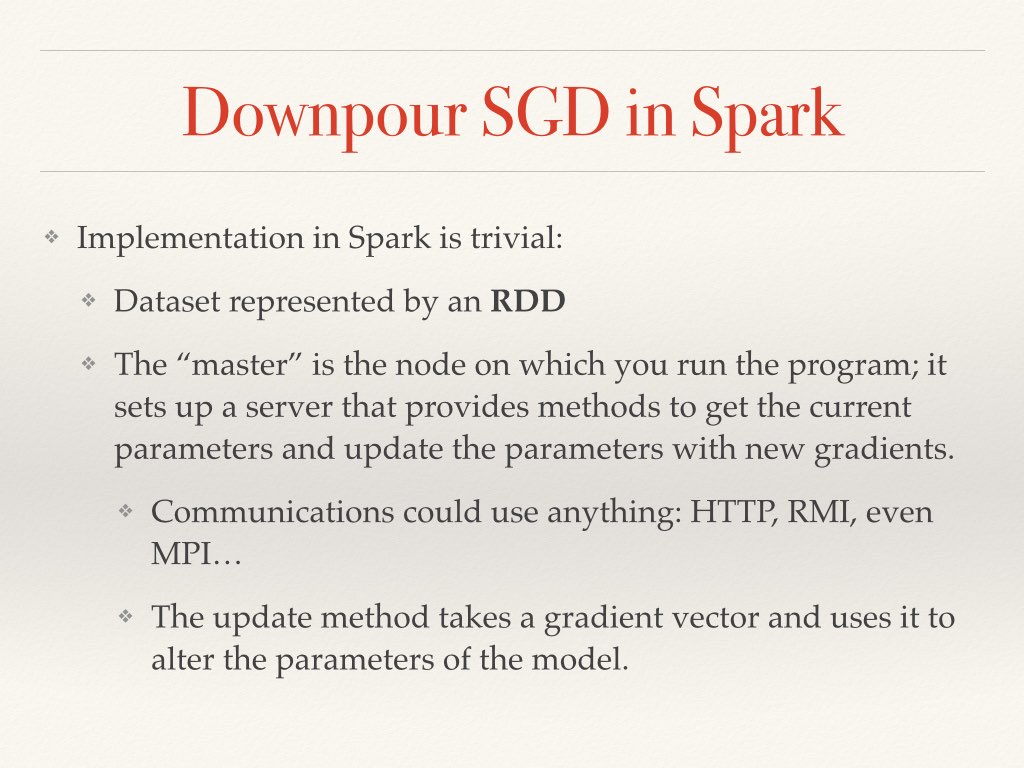 Downpour SGD in Spark
❖ Implementation in Spark is trivial:
❖ Dataset represented by an RDD
❖ The “master” is the node on which you run the program; it
sets up a server that provides methods to get the current
parameters and update the parameters with new gradients.
❖ Communications could use anything: HTTP, RMI, even
MPI…
❖ The update method takes a gradient vector and uses it to
alter the parameters of the model.